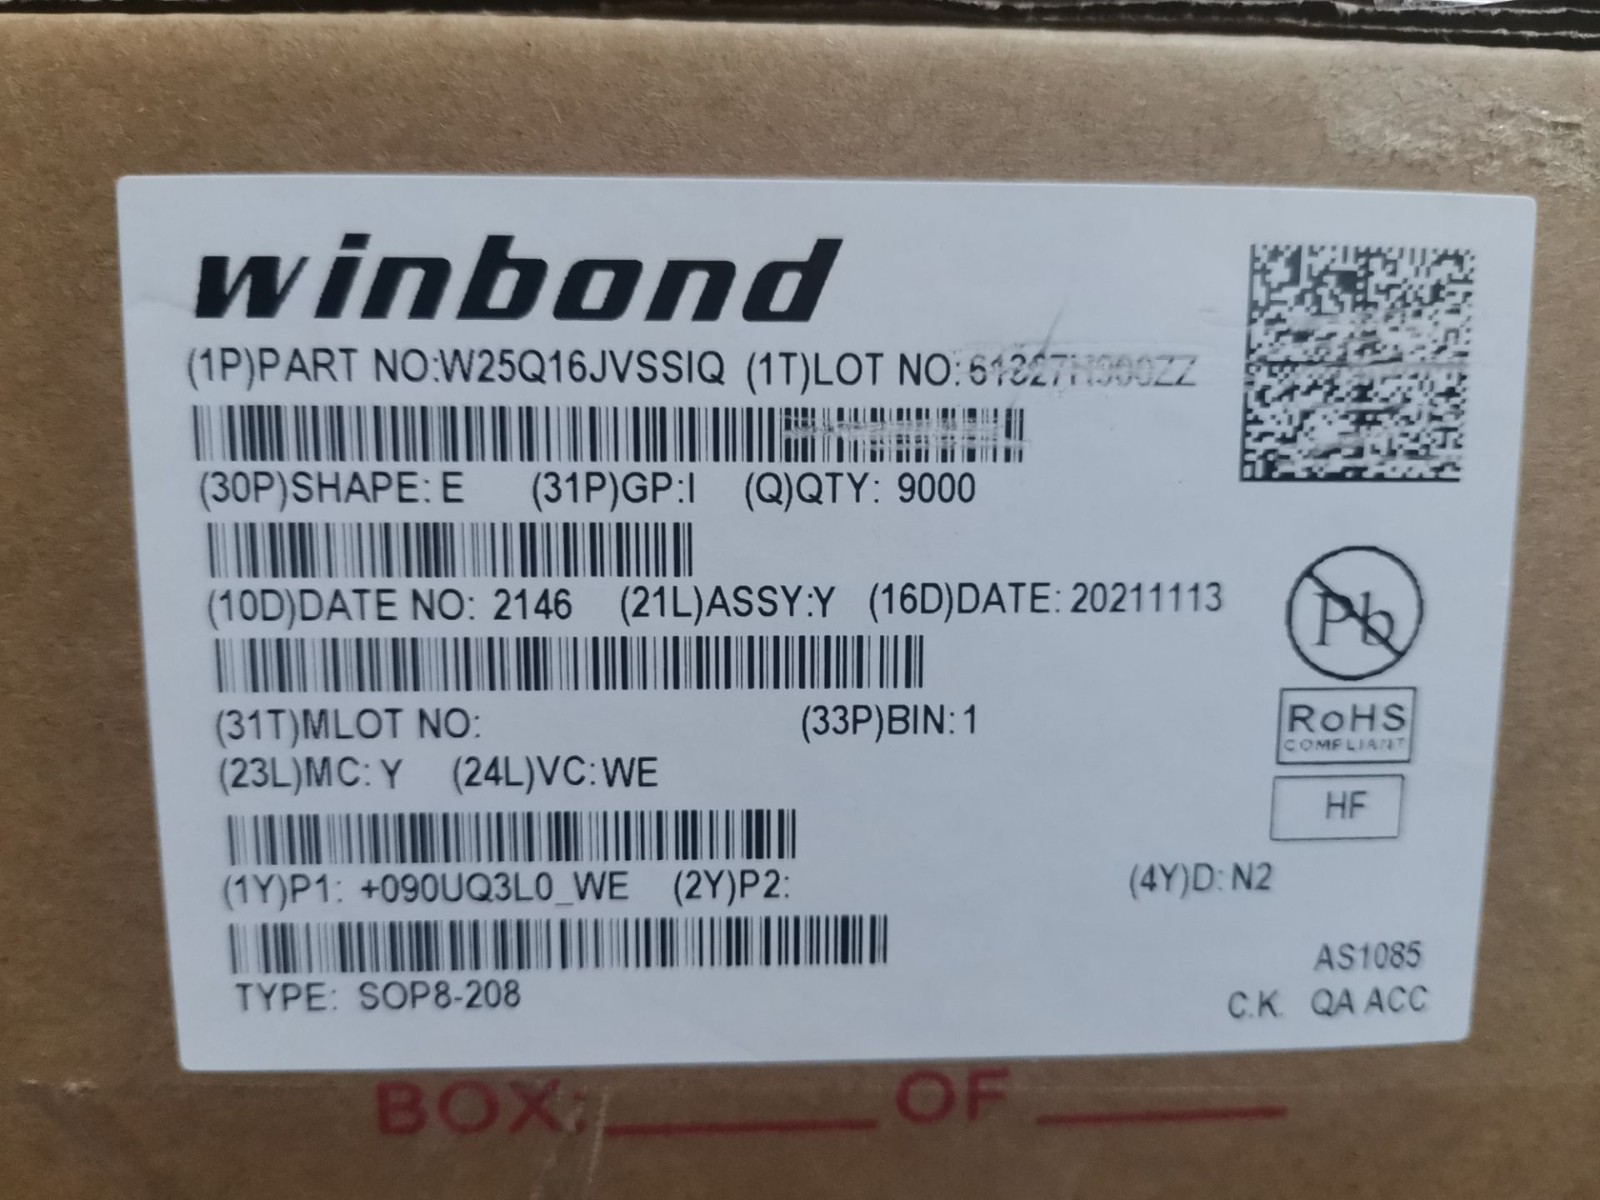 winbond
(1P)PART NO:W25Q16JVSSIQ (1T)LOT NO:
(30P)SHAPE: E (31P)GP:I (Q)QTY: 9000
(10D)DATE NO: 2146 (21L)ASSY:Y (16D)DATE: 20211113
Pb
RoHS
COMPLIANT
(31T)MLOT NO: (33P)BIN: 1
(23L)MC: Y (24L)VC:WE
HF
(1Y)P1: +090UQ3L0_WE (2Y)P2: (4Y)D: N2
AS1085
TYPE: SOP8-208
C.K. QA ACC
BOX: OF